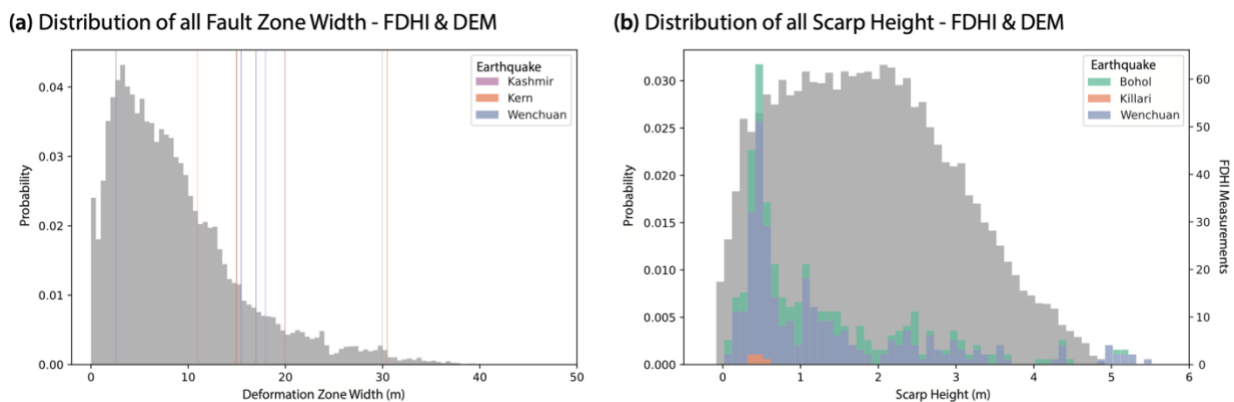 (a) Distribution of all Fault Zone Width - FDHI & DEM
Earthquake
Kashmir
Kern
Wenchuan
0.04
0.03
0.02
0.01
0.00
Probability
0 10 20 30 40 50
Deformation Zone Width (m)
(b) Distribution of all Scarp Height - FDHI & DEM
Earthquake
Bohol
Killari
Wenchuan
0.030
0.025
0.020
0.015
0.010
0.005
0.000
Probability
60
50
40
30
20
10
0
FDHI Measurements
0 1 2 3 4 5 6
Scarp Height (m)